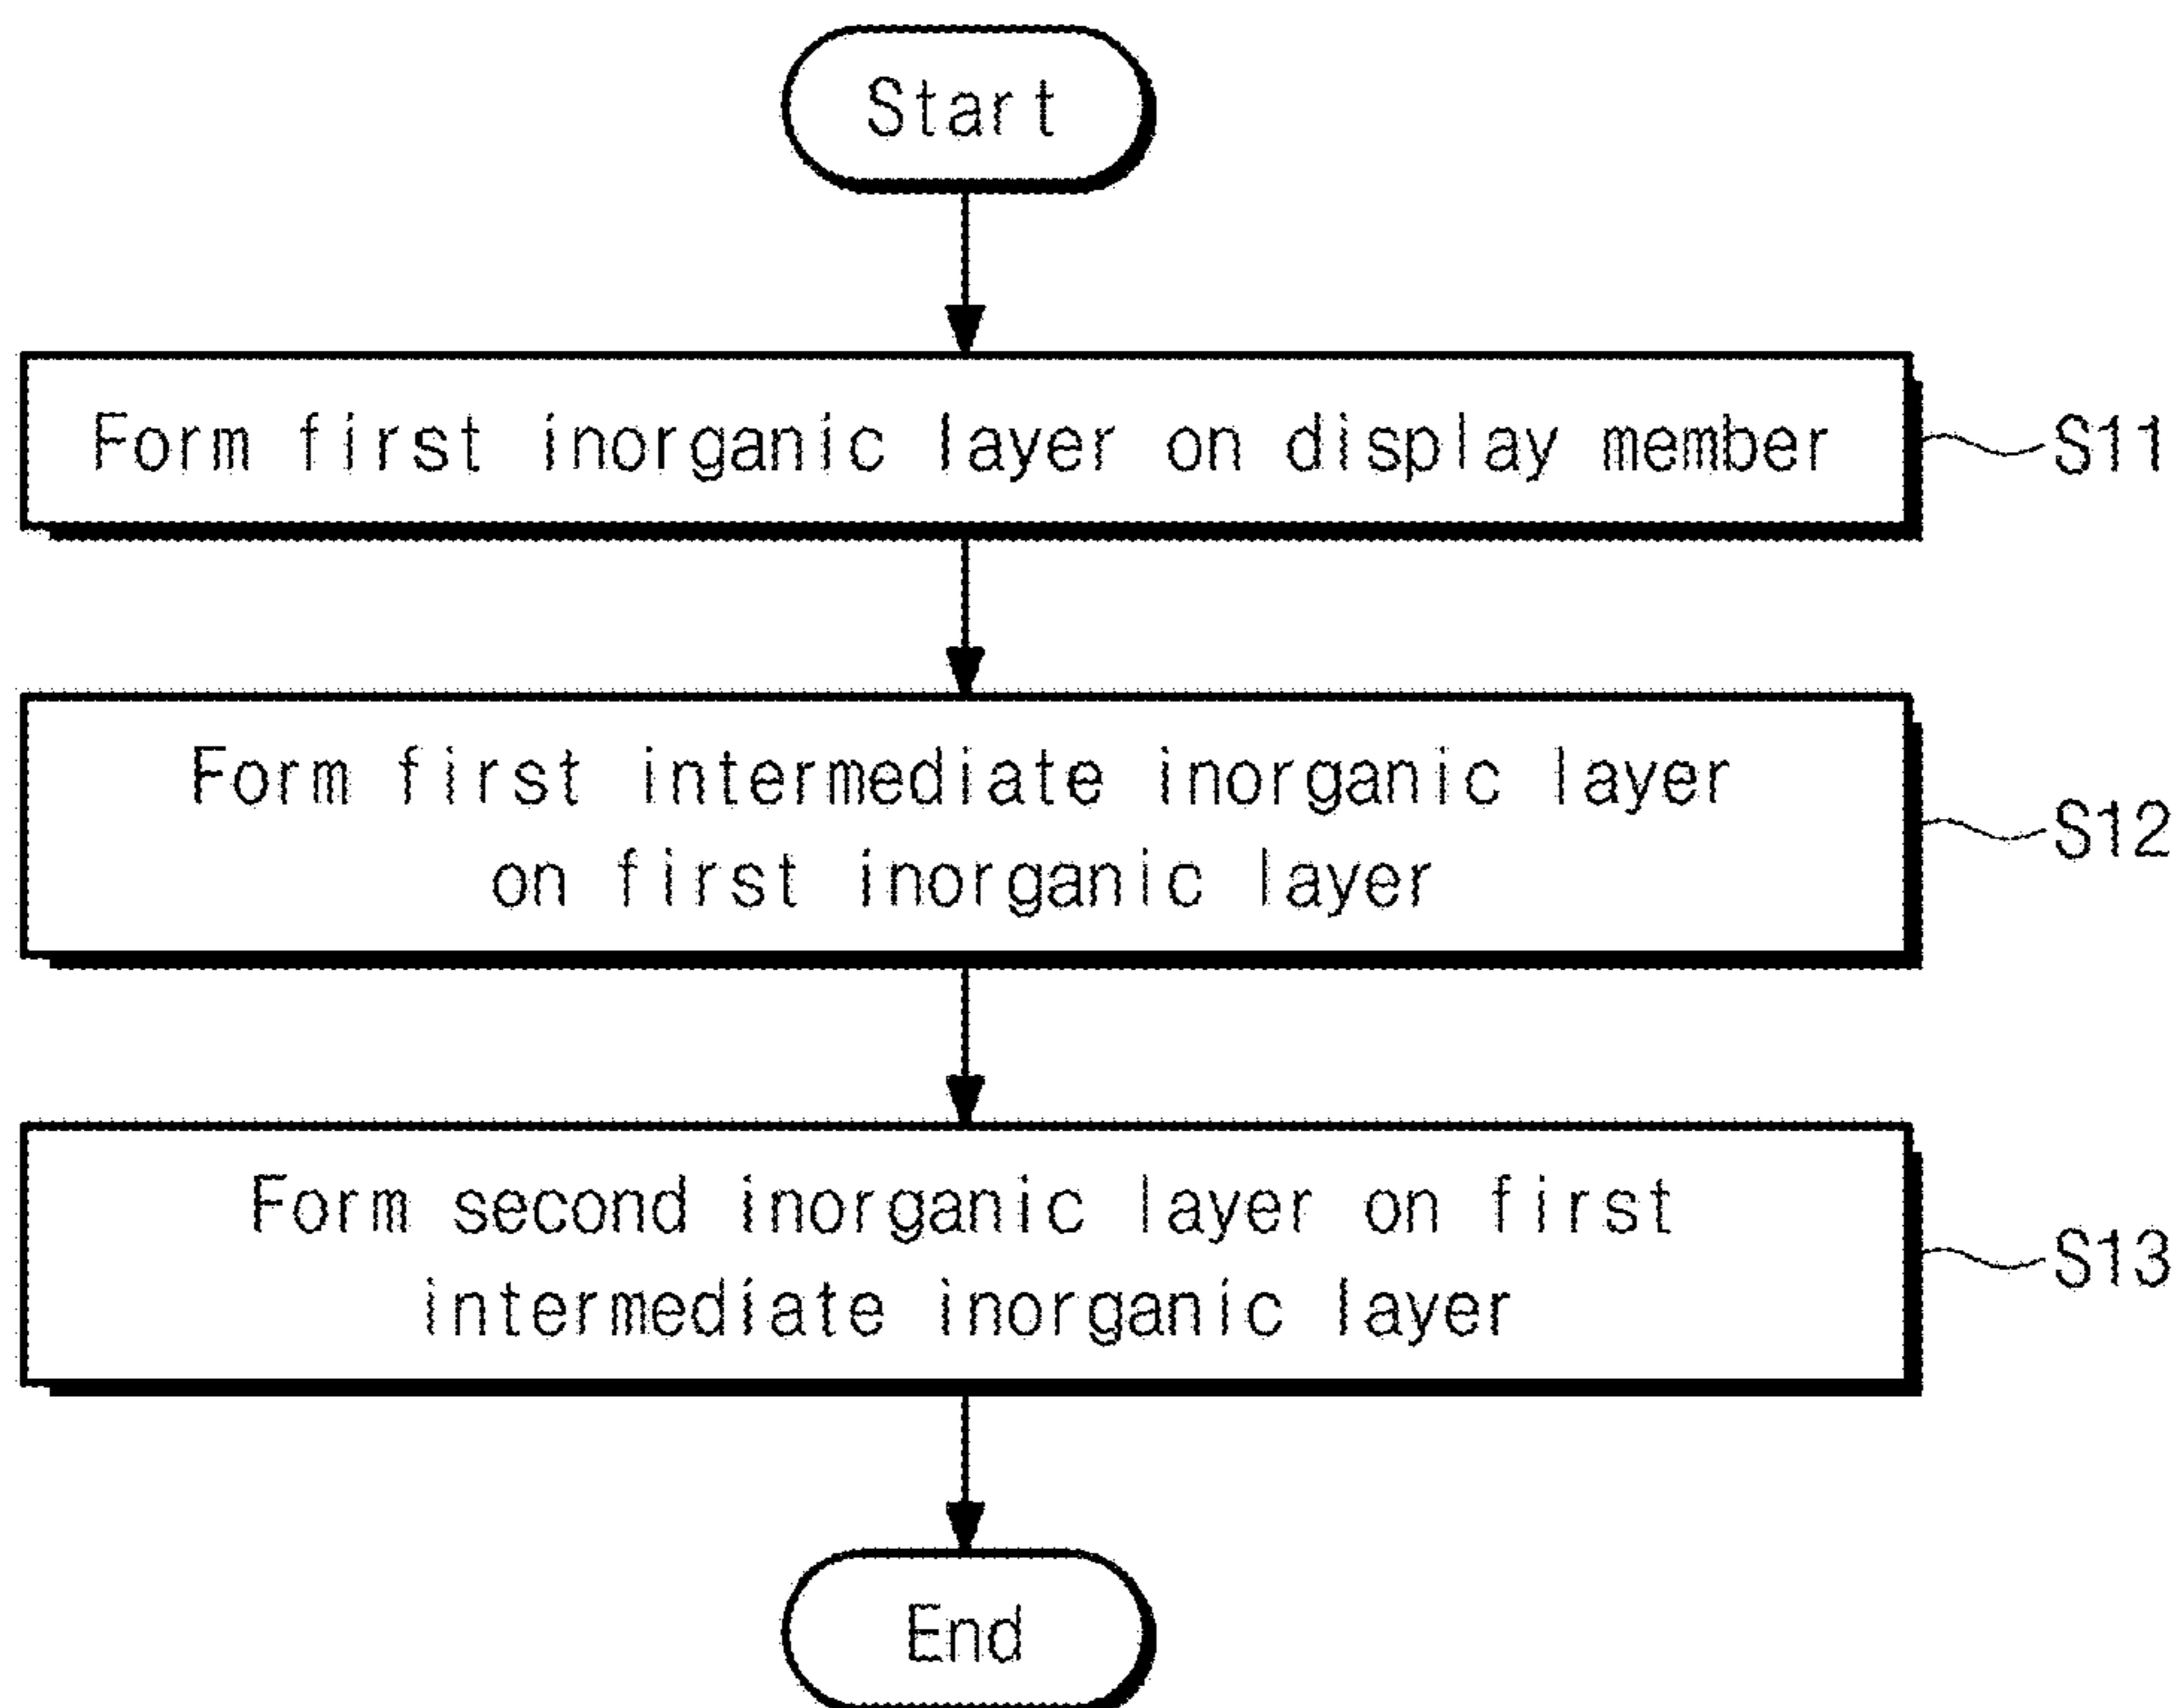 Start
Form first inorganic layer on display member
S11
Form first intermediate inorganic layer
on first inorganic layer
S12
Form second inorganic layer on first
intermediate inorganic layer
S13
End